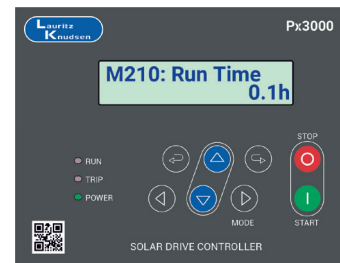 Lauritz
Knudsen
Px3000
M210: Run Time
0.1h
STOP
RUN
TRIP
POWER
MODE
START
SOLAR DRIVE CONTROLLER